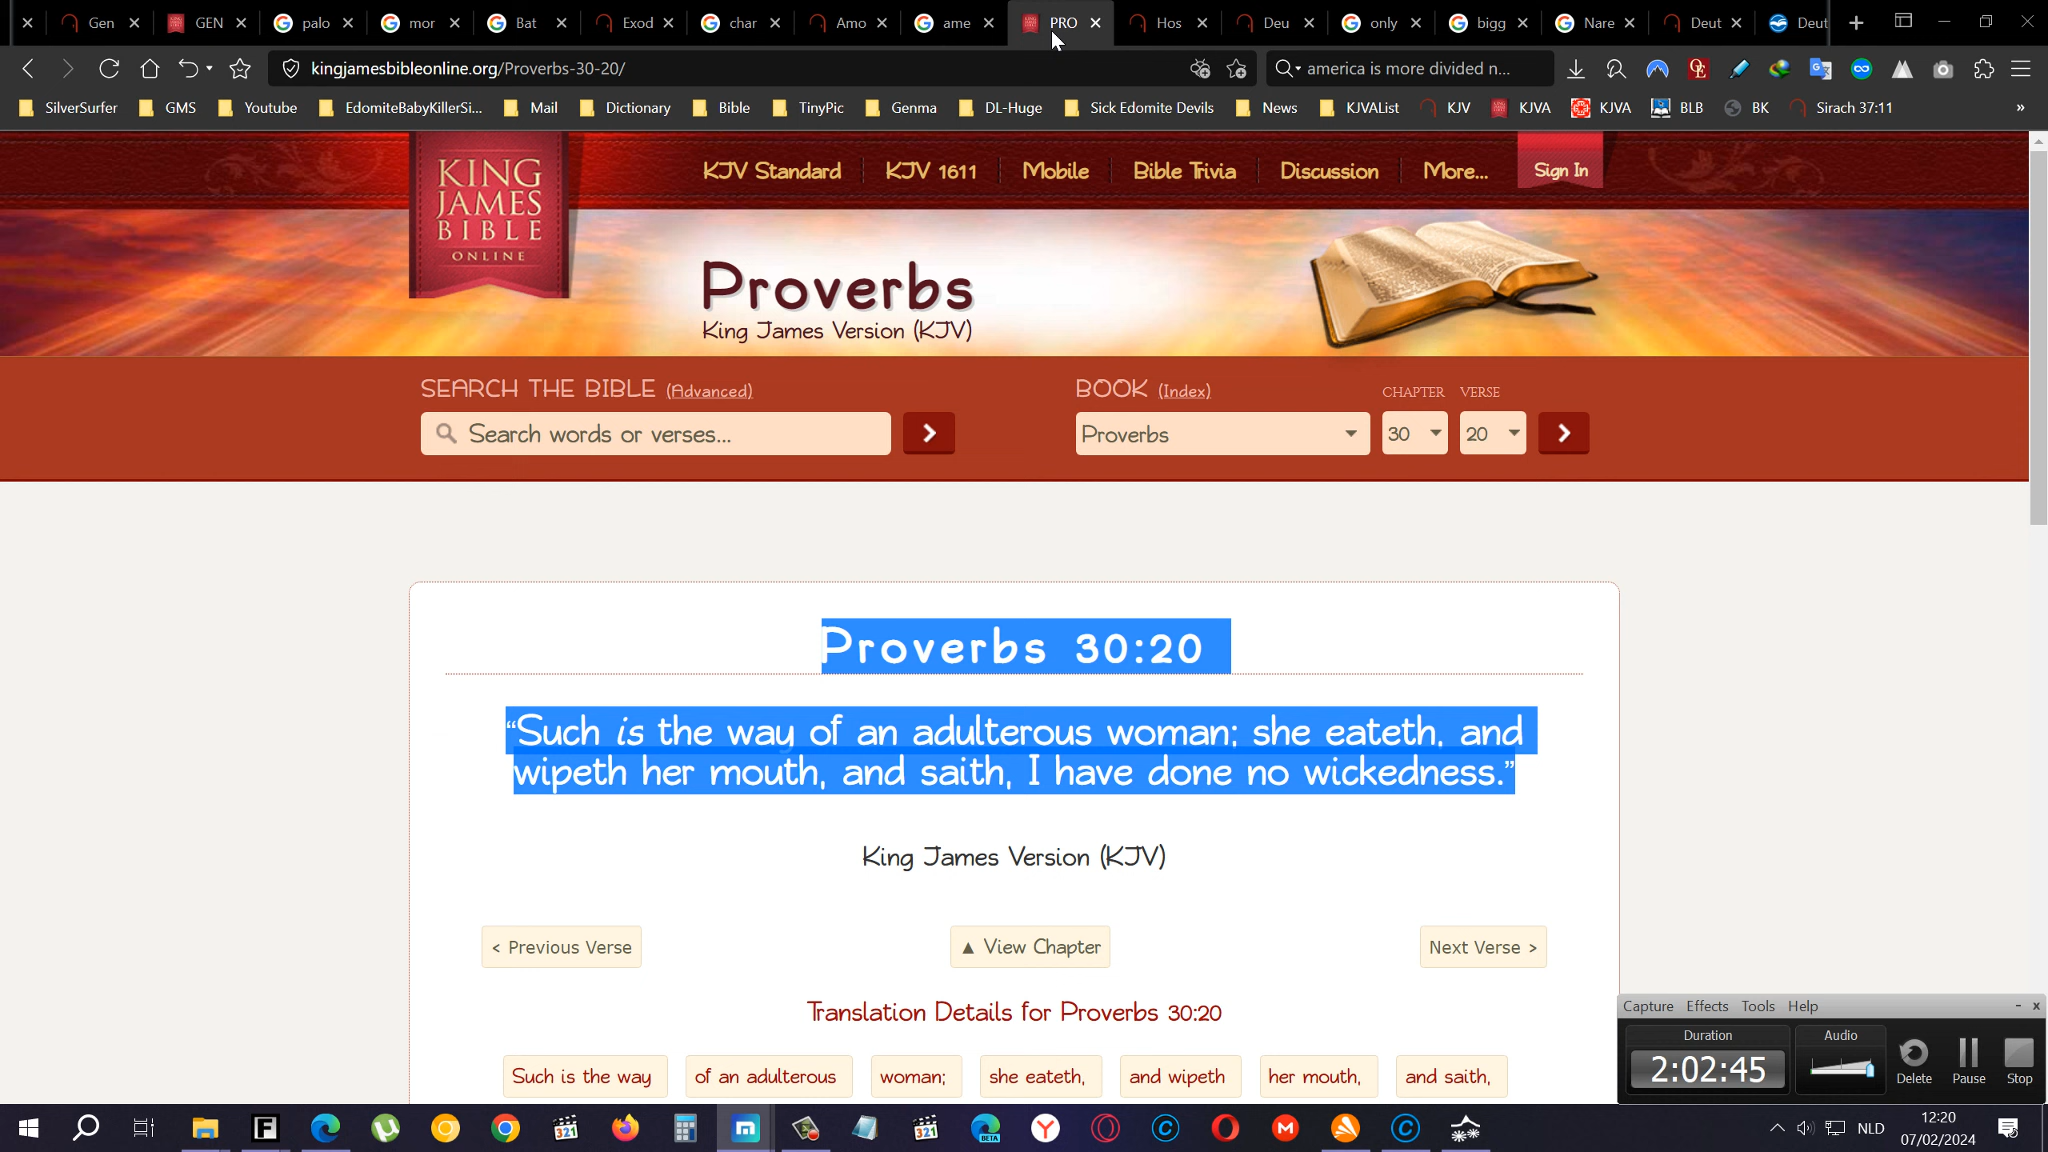 Gen GEN palo mor Bat Exod char Amo ame PRO Hos Deu only bigg Nare Deut Deut
kingjamesbibleonline.org/Proverbs-30-20/ america is more divided n...
SilverSurfer GMS Youtube EdomiteBabyKillerSi... Mail Dictionary Bible TinyPic Genma DL-Huge Sick Edomite Devils News KJVAList KJV KJVA KJVA BLB BK Sirach 37:11 »
KING
JAMES
BIBLE
ONLINE
KJV Standard KJV 1611 Mobile Bible Trivia Discussion More... Sign In
Proverbs
King James Version (KJV)
SEARCH THE BIBLE (Advanced) BOOK (Index) CHAPTER VERSE
Search words or verses... Proverbs 30 20
Proverbs 30:20
“Such is the way of an adulterous woman; she eateth, and
wipeth her mouth, and saith, I have done no wickedness.”
King James Version (KJV)
< Previous Verse ▲ View Chapter Next Verse >
Translation Details for Proverbs 30:20
Such is the way of an adulterous woman; she eateth, and wipeth her mouth, and saith,
Capture Effects Tools Help
Duration Audio
2:02:45 Delete Pause Stop
NLD 12:20
07/02/2024